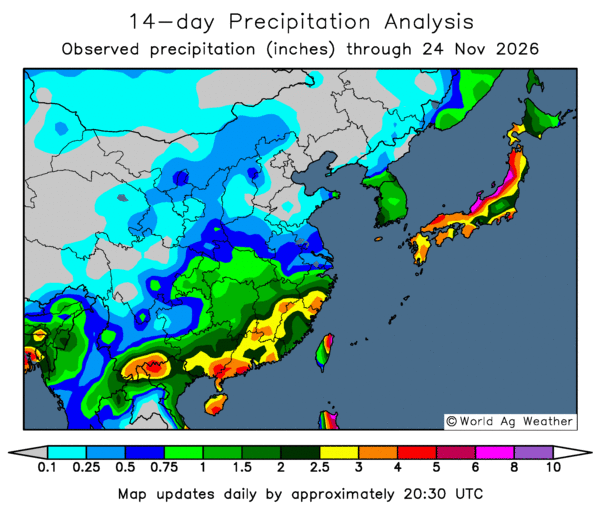 14-day Precipitation Analysis
Observed precipitation (inches) through 24 Nov 2026
© World Ag Weather
0.1 0.25 0.5 0.75 1 1.5 2 2.5 3 4 5 6 8 10
Map updates daily by approximately 20:30 UTC